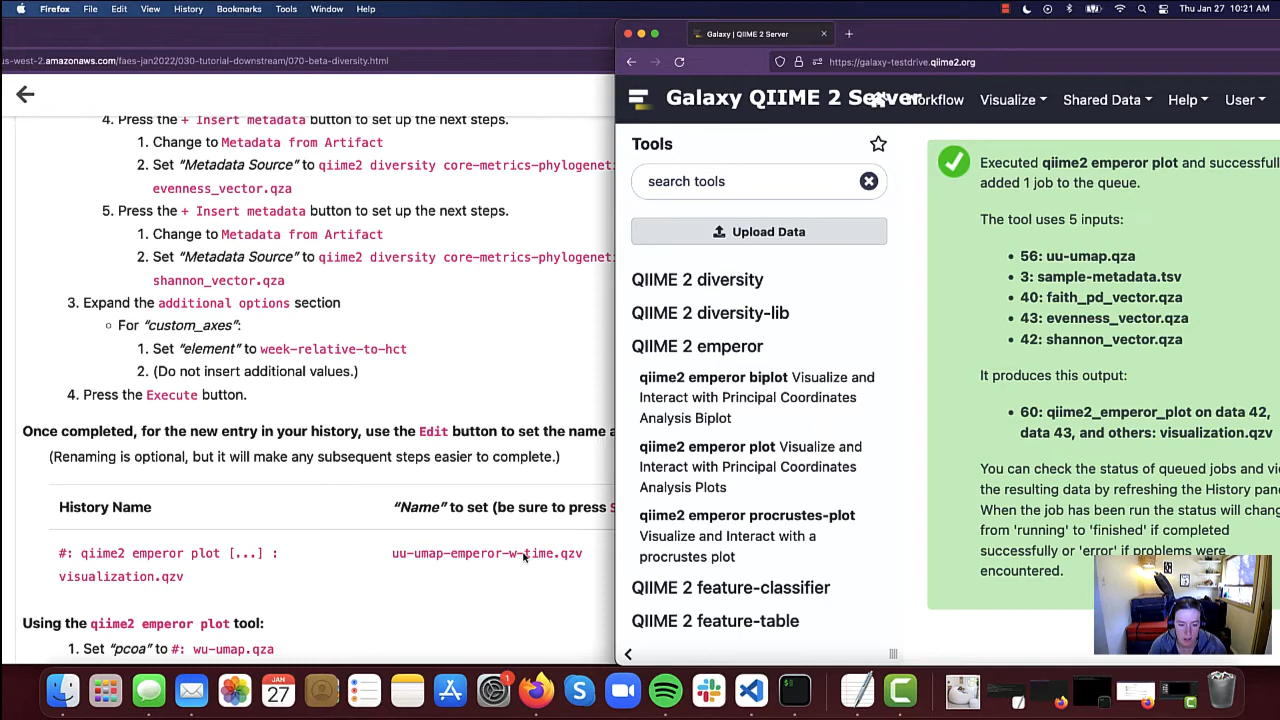 Firefox File Edit View History Bookmarks Tools Window Help
Thu Jan 27 10:21 AM
us-west-2.amazonaws.com/faes-jan2022/030-tutorial-downstream/070-beta-diversity.html
4. Press the + Insert metadata button to set up the next steps.
1. Change to Metadata from Artifact
2. Set “Metadata Source” to qiime2 diversity core-metrics-phylogeneti
evenness_vector.qza
5. Press the + Insert metadata button to set up the next steps.
1. Change to Metadata from Artifact
2. Set “Metadata Source” to qiime2 diversity core-metrics-phylogeneti
shannon_vector.qza
3. Expand the additional options section
For “custom_axes”:
1. Set “element” to week-relative-to-hct
2. (Do not insert additional values.)
4. Press the Execute button.
Once completed, for the new entry in your history, use the Edit button to set the name a
(Renaming is optional, but it will make any subsequent steps easier to complete.)
History Name “Name” to set (be sure to press S
#: qiime2 emperor plot [...] : uu-umap-emperor-w-time.qzv
visualization.qzv
Using the qiime2 emperor plot tool:
1. Set “pcoa” to #: wu-umap.qza
Galaxy | QIIME 2 Server
https://galaxy-testdrive.qiime2.org
Galaxy QIIME 2 Server Workflow Visualize Shared Data Help User
Tools
search tools
Upload Data
QIIME 2 diversity
QIIME 2 diversity-lib
QIIME 2 emperor
qiime2 emperor biplot Visualize and
Interact with Principal Coordinates
Analysis Biplot
qiime2 emperor plot Visualize and
Interact with Principal Coordinates
Analysis Plots
qiime2 emperor procrustes-plot
Visualize and Interact with a
procrustes plot
QIIME 2 feature-classifier
QIIME 2 feature-table
Executed qiime2 emperor plot and successfull
added 1 job to the queue.
The tool uses 5 inputs:
56: uu-umap.qza
3: sample-metadata.tsv
40: faith_pd_vector.qza
43: evenness_vector.qza
42: shannon_vector.qza
It produces this output:
60: qiime2_emperor_plot on data 42,
data 43, and others: visualization.qzv
You can check the status of queued jobs and vie
the resulting data by refreshing the History pane
When the job has been run the status will chang
from 'running' to 'finished' if completed
successfully or 'error' if problems were
encountered.
JAN
27
1